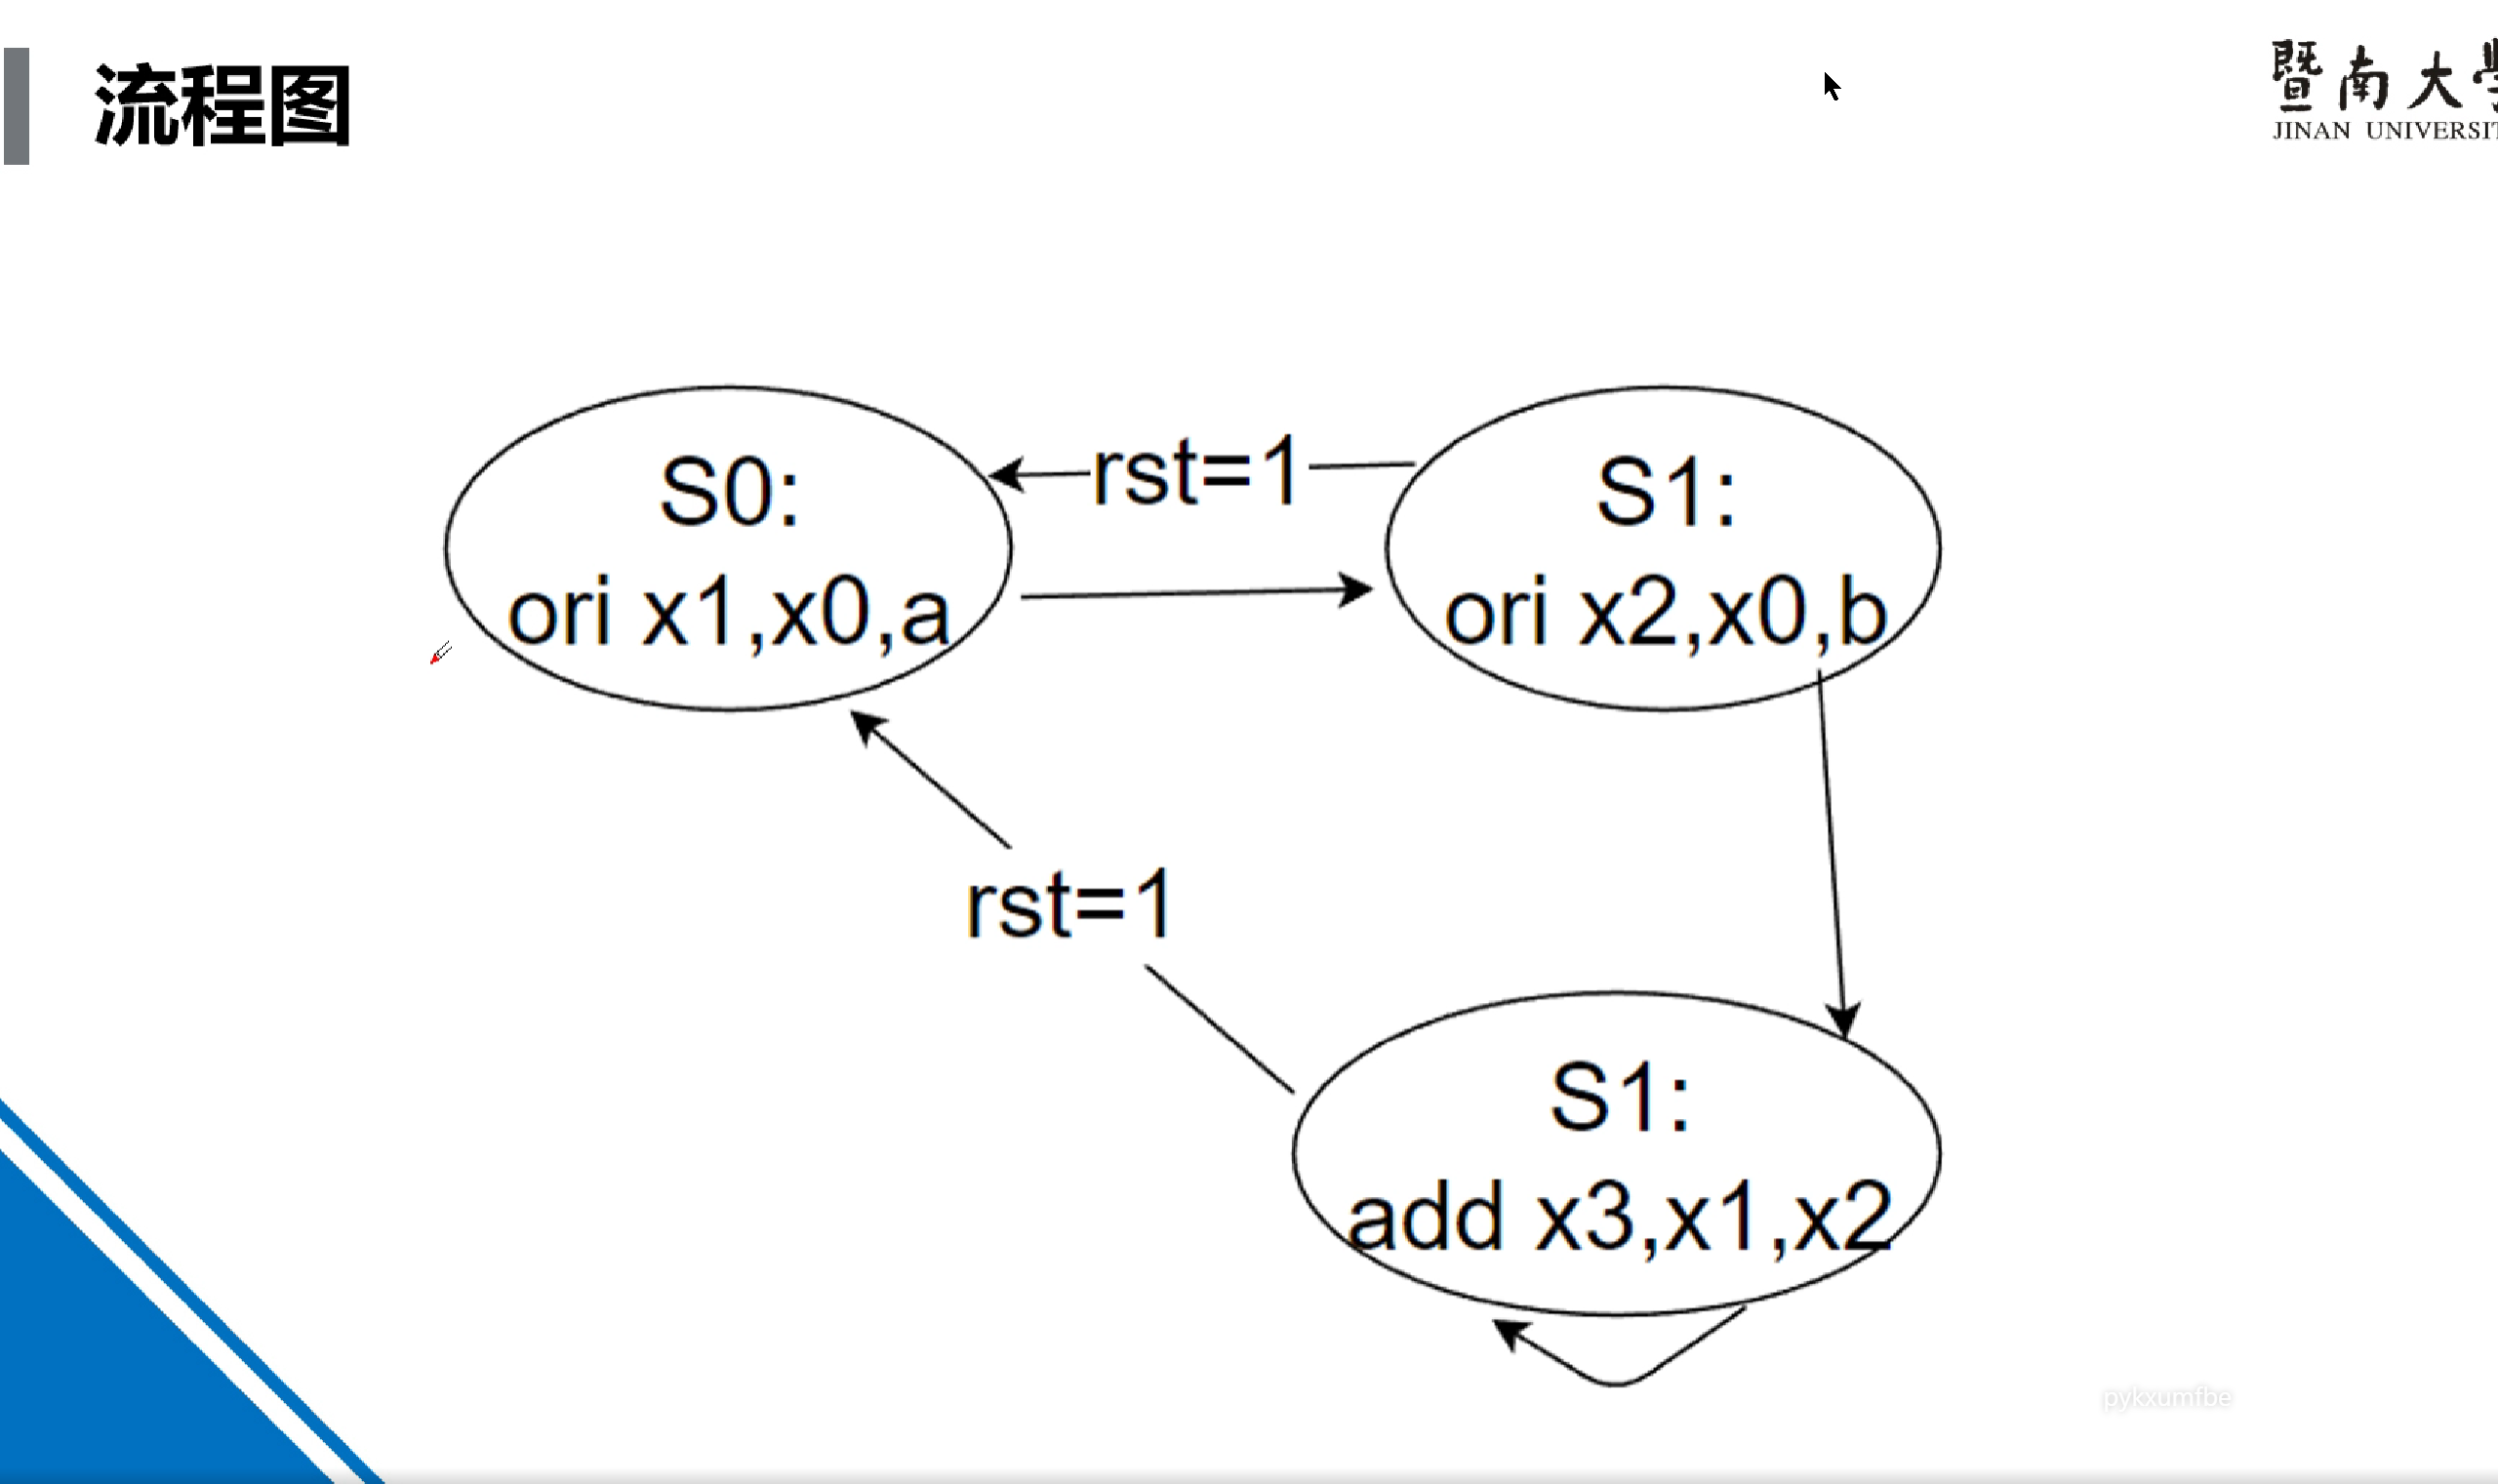 流程图
暨南大学
JINAN UNIVERSIT
S0:
ori x1,x0,a
rst=1
S1:
ori x2,x0,b
rst=1
S1:
add x3,x1,x2
pykxumfbe